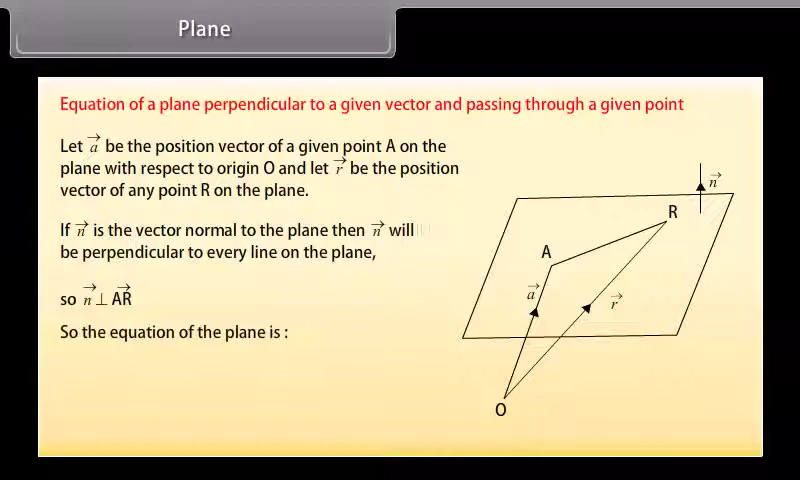 Plane
Equation of a plane perpendicular to a given vector and passing through a given point
Let a⃗ be the position vector of a given point A on the
plane with respect to origin O and let r⃗ be the position
vector of any point R on the plane.
If n⃗ is the vector normal to the plane then n⃗ will
be perpendicular to every line on the plane,
so n⃗ ⊥ A⃗R⃗
So the equation of the plane is :
n⃗
R
A
a⃗
r⃗
O